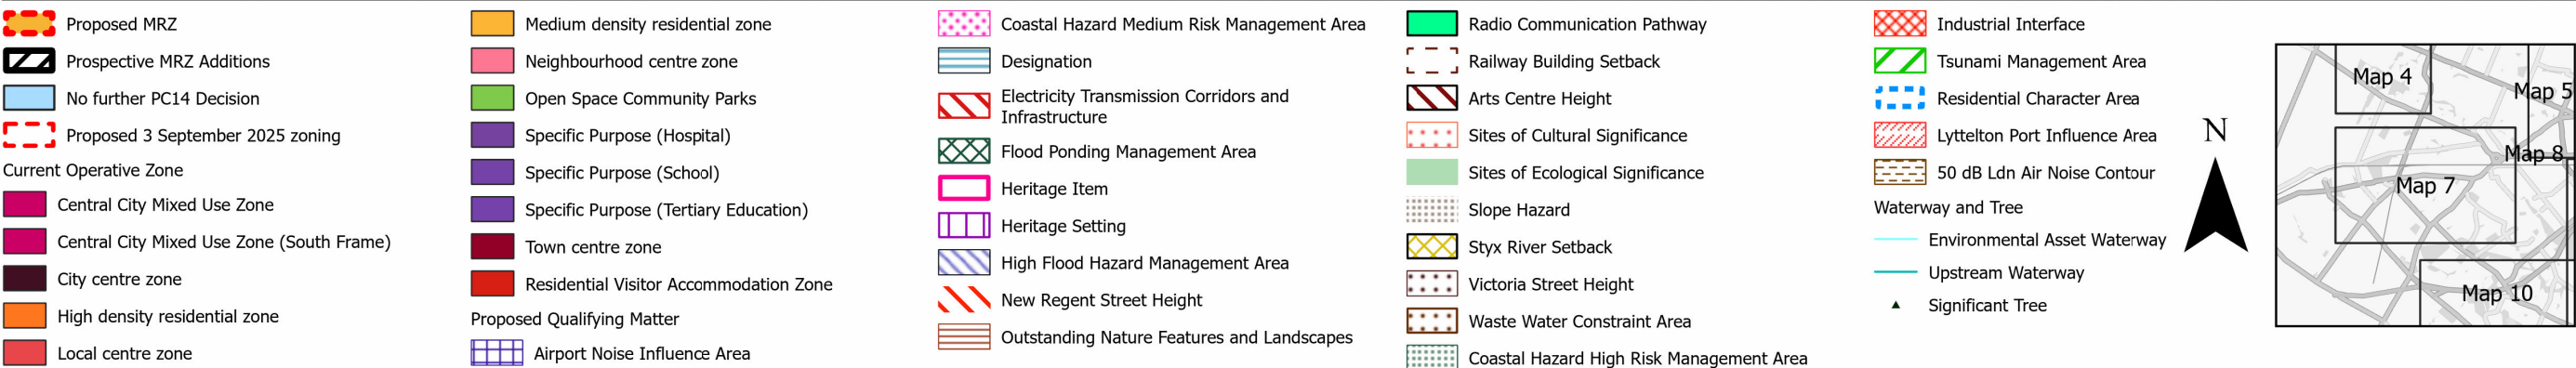 Proposed MRZ
Prospective MRZ Additions
No further PC14 Decision
Proposed 3 September 2025 zoning
Current Operative Zone
Central City Mixed Use Zone
Central City Mixed Use Zone (South Frame)
City centre zone
High density residential zone
Local centre zone
Medium density residential zone
Neighbourhood centre zone
Open Space Community Parks
Specific Purpose (Hospital)
Specific Purpose (School)
Specific Purpose (Tertiary Education)
Town centre zone
Residential Visitor Accommodation Zone
Proposed Qualifying Matter
Airport Noise Influence Area
Coastal Hazard Medium Risk Management Area
Designation
Electricity Transmission Corridors and
Infrastructure
Flood Ponding Management Area
Heritage Item
Heritage Setting
High Flood Hazard Management Area
New Regent Street Height
Outstanding Nature Features and Landscapes
Radio Communication Pathway
Railway Building Setback
Arts Centre Height
Sites of Cultural Significance
Sites of Ecological Significance
Slope Hazard
Styx River Setback
Victoria Street Height
Waste Water Constraint Area
Coastal Hazard High Risk Management Area
Industrial Interface
Tsunami Management Area
Residential Character Area
Lyttelton Port Influence Area
50 dB Ldn Air Noise Contour
Waterway and Tree
Environmental Asset Waterway
Upstream Waterway
Significant Tree
N
Map 4
Map 5
Map 8
Map 7
Map 10